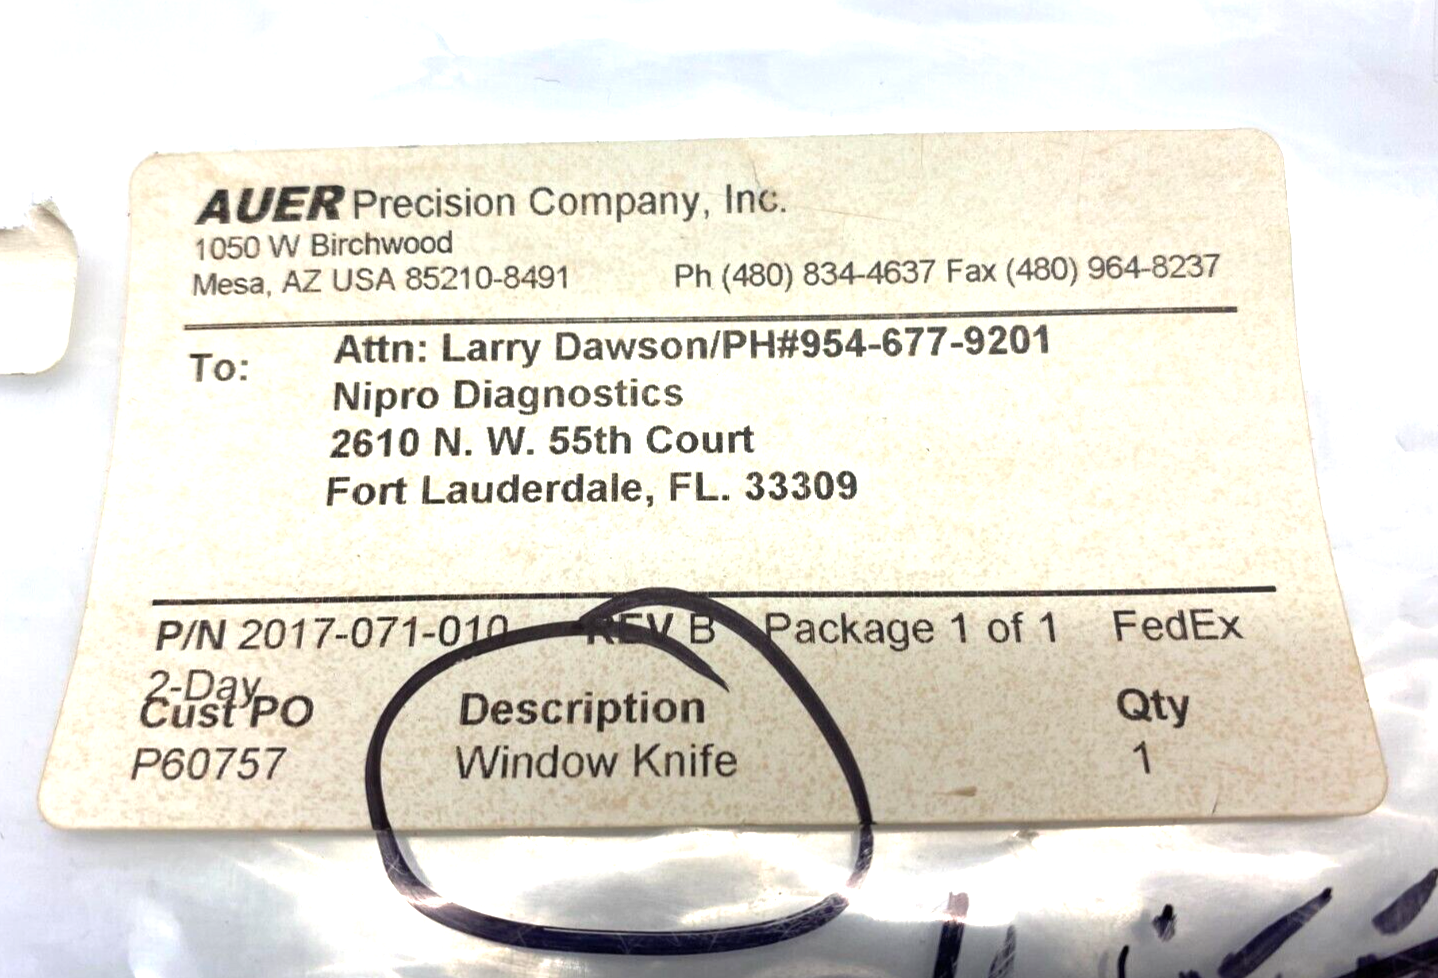 AUER Precision Company, Inc.
1050 W Birchwood
Mesa, AZ USA 85210-8491 Ph (480) 834-4637 Fax (480) 964-8237
To: Attn: Larry Dawson/PH#954-677-9201
Nipro Diagnostics
2610 N. W. 55th Court
Fort Lauderdale, FL. 33309
P/N 2017-071-010 REV B Package 1 of 1 FedEx
2-Day
Cust PO Description Qty
P60757 Window Knife 1